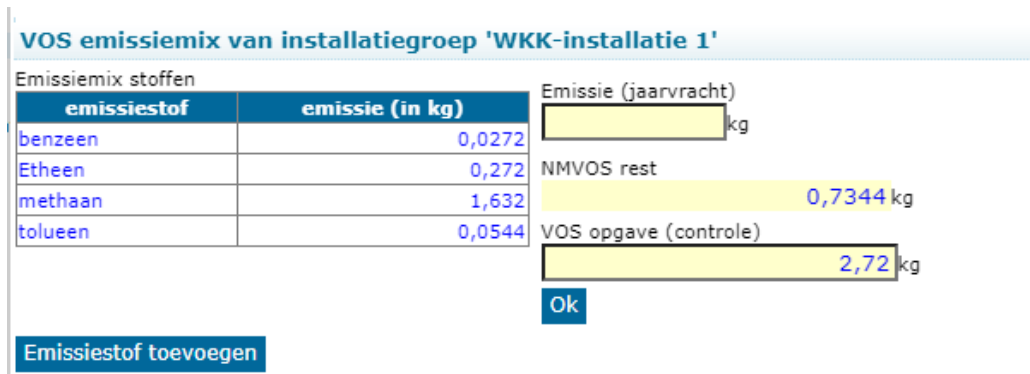 VOS emissiemix van installatiegroep 'WKK-installatie 1'
Emissiemix stoffen
emissiestof emissie (in kg)
benzeen 0,0272
Etheen 0,272
methaan 1,632
tolueen 0,0544
Emissie (jaarvracht)
kg
NMVOS rest
0,7344 kg
VOS opgave (controle)
2,72 kg
Ok
Emissiestof toevoegen